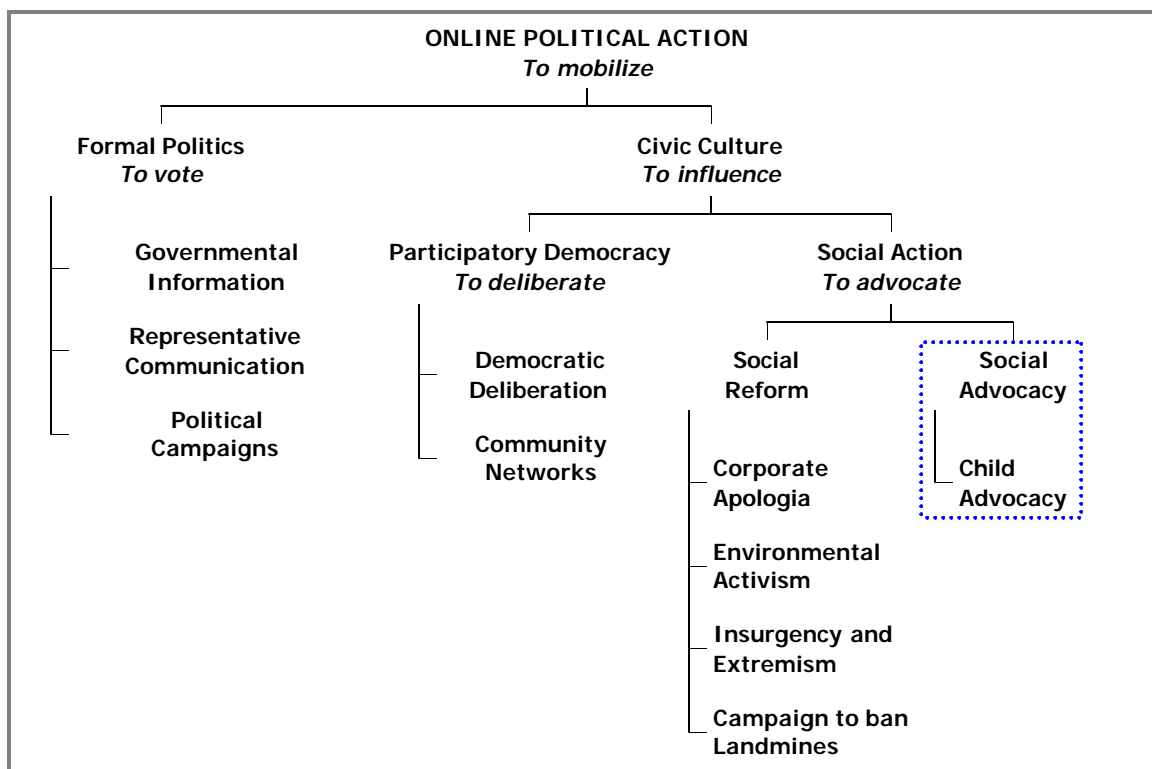 ONLINE POLITICAL ACTION
To mobilize
Formal Politics
To vote
Civic Culture
To influence
Governmental
Information
Representative
Communication
Political
Campaigns
Participatory Democracy
To deliberate
Democratic
Deliberation
Community
Networks
Social Action
To advocate
Social
Reform
Corporate
Apologia
Environmental
Activism
Insurgency and
Extremism
Campaign to ban
Landmines
Social
Advocacy
Child
Advocacy